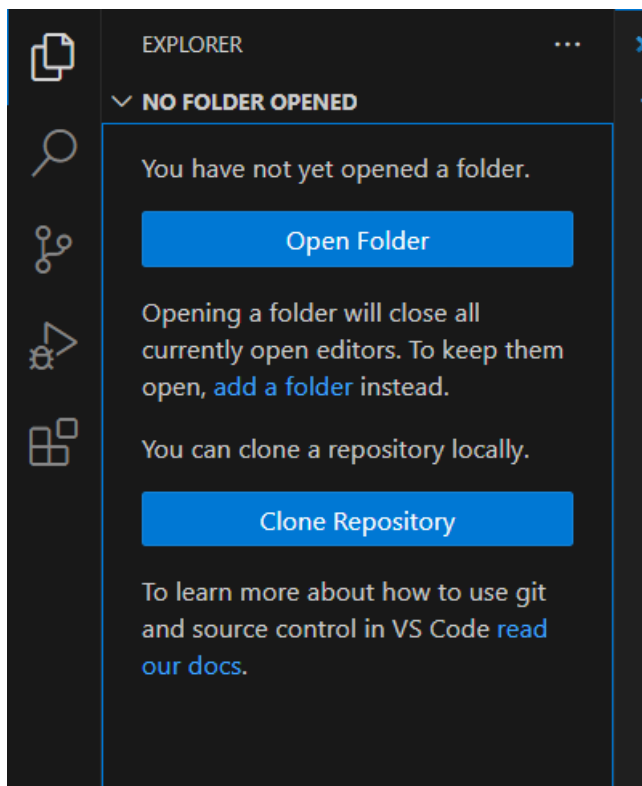 EXPLORER
NO FOLDER OPENED
You have not yet opened a folder.
Open Folder
Opening a folder will close all
currently open editors. To keep them
open, add a folder instead.
You can clone a repository locally.
Clone Repository
To learn more about how to use git
and source control in VS Code read
our docs.